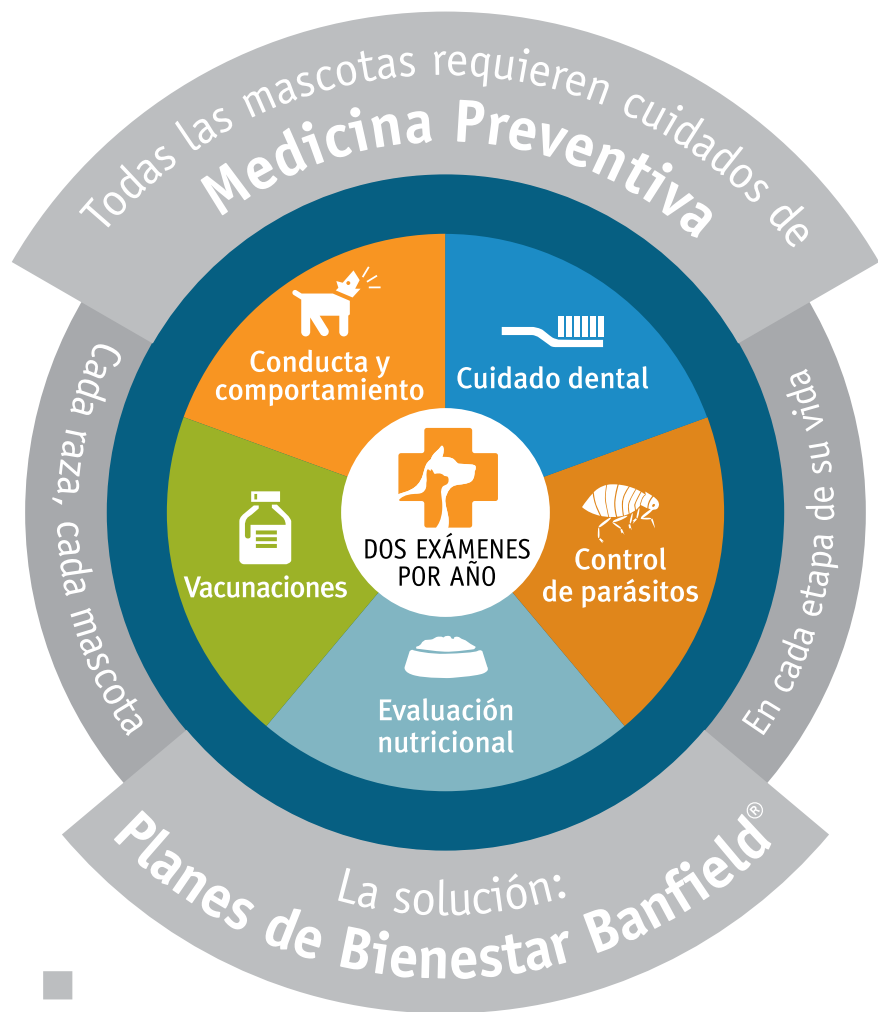 Todas las mascotas requieren cuidados de
Medicina Preventiva
Cada raza, cada mascota
En cada etapa de su vida
Conducta y
comportamiento
Cuidado dental
Vacunaciones
DOS EXÁMENES
POR AÑO
Control
de parásitos
Evaluación
nutricional
La solución:
Planes de Bienestar Banfield®